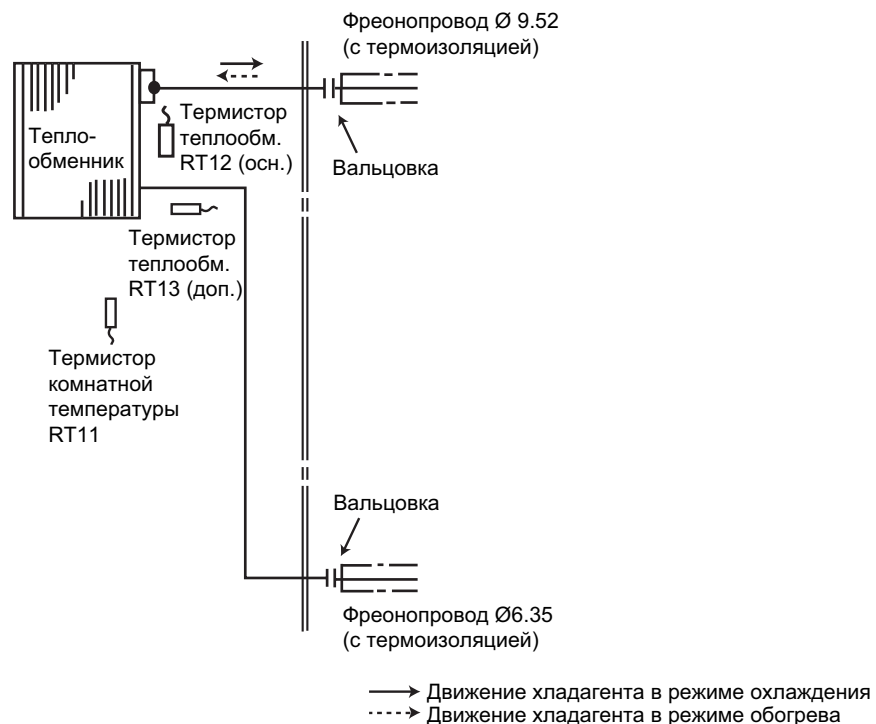 Фреонопровод Ø 9.52
(с термоизоляцией)
Тепло-
обменник
Термистор
теплообм.
RT12 (осн.)
Вальцовка
Термистор
теплообм.
RT13 (доп.)
Термистор
комнатной
температуры
RT11
Вальцовка
Фреонопровод Ø6.35
(с термоизоляцией)
Движение хладагента в режиме охлаждения
Движение хладагента в режиме обогрева